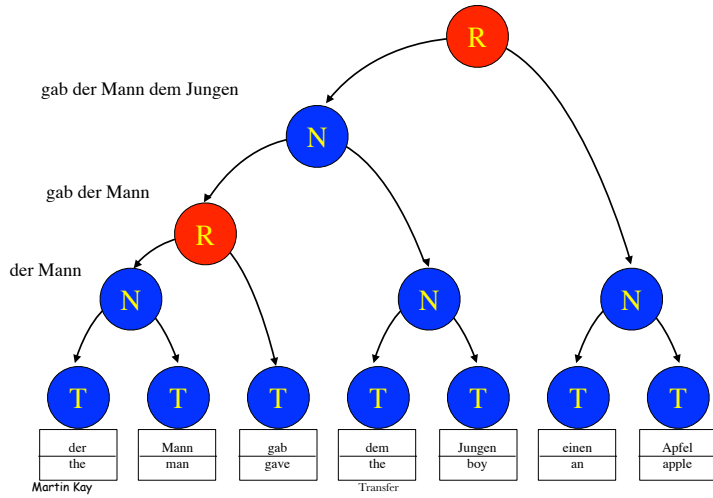 R
gab der Mann dem Jungen
N
gab der Mann
R
der Mann
N N N
T T T T T T T
der Mann gab dem Jungen einen Apfel
the man gave the boy an apple
Martin Kay Transfer